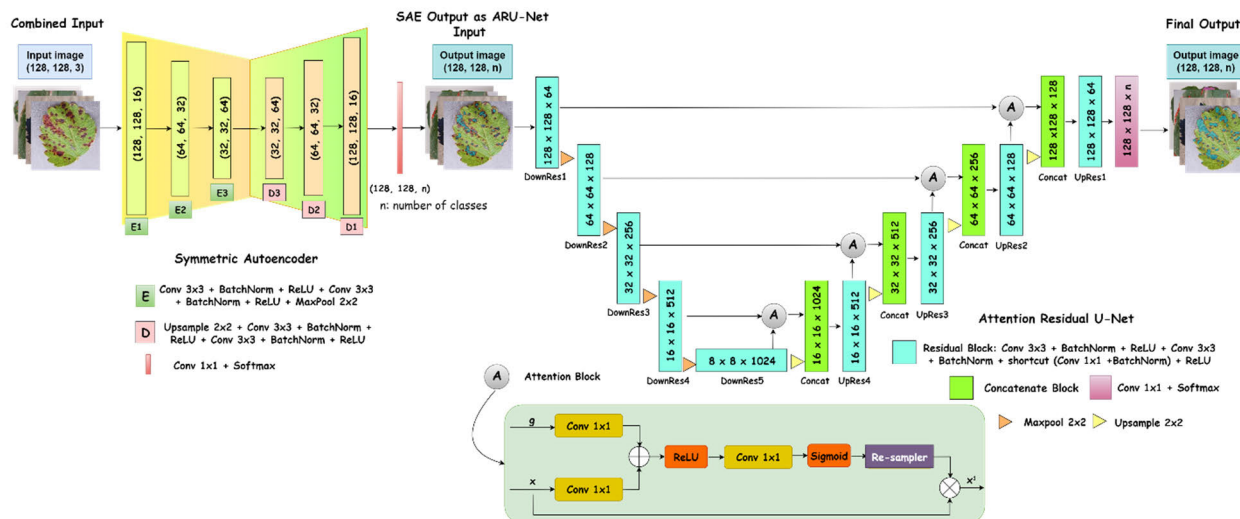 Combined Input
Input image
(128, 128, 3)
(128, 128, 16)
(64, 64, 32)
(32, 32, 64)
(32, 32, 64)
(64, 64, 32)
(128, 128, 16)
E1
E2
E3
D3
D2
D1
(128, 128, n)
n: number of classes
Symmetric Autoencoder
E
Conv 3x3 + BatchNorm + ReLU + Conv 3x3
+ BatchNorm + ReLU + MaxPool 2x2
D
Upsample 2x2 + Conv 3x3 + BatchNorm +
ReLU + Conv 3x3 + BatchNorm + ReLU
Conv 1x1 + Softmax
SAE Output as ARU-Net
Input
Output image
(128, 128, n)
128 x 128 x 64
DownRes1
64 x 64 x 128
DownRes2
32 x 32 x 256
DownRes3
16 x 16 x 512
DownRes4
8 x 8 x 1024
DownRes5
A
16 x 16 x 1024
Concat
16 x 16 x 512
UpRes4
A
32 x 32 x 512
Concat
32 x 32 x 256
UpRes3
A
64 x 64 x 256
Concat
64 x 64 x 128
UpRes2
A
128 x128 x 128
Concat
128 x 128 x 64
UpRes1
128 x 128 x n
Final Output
Output image
(128, 128, n)
Attention Residual U-Net
Residual Block: Conv 3x3 + BatchNorm + ReLU + Conv 3x3
+ BatchNorm + shortcut (Conv 1x1 +BatchNorm) + ReLU
Concatenate Block
Conv 1x1 + Softmax
Maxpool 2x2
Upsample 2x2
A
Attention Block
g
Conv 1x1
x
Conv 1x1
ReLU
Conv 1x1
Sigmoid
Re-sampler